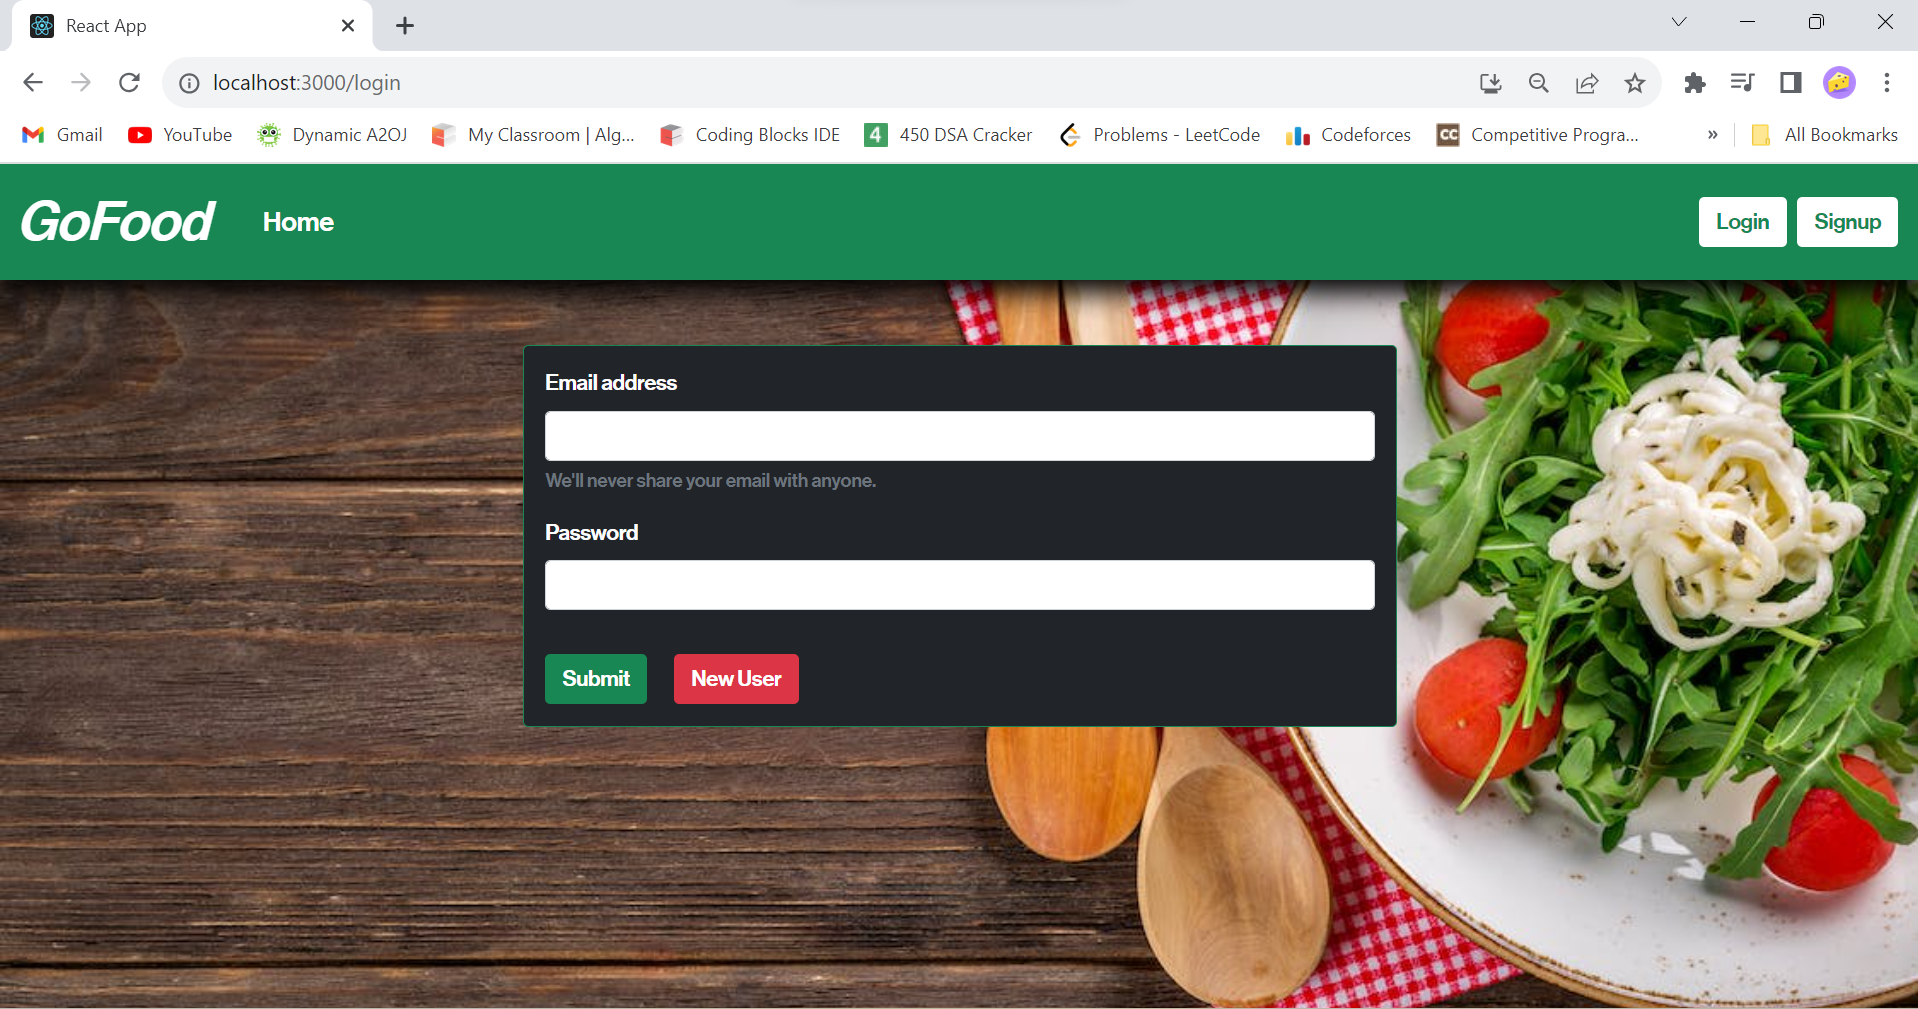 React App
localhost:3000/login
Gmail YouTube Dynamic A2OJ My Classroom | Alg... Coding Blocks IDE 4 450 DSA Cracker Problems - LeetCode Codeforces CC Competitive Progra... » All Bookmarks
GoFood Home Login Signup
Email address
We'll never share your email with anyone.
Password
Submit New User